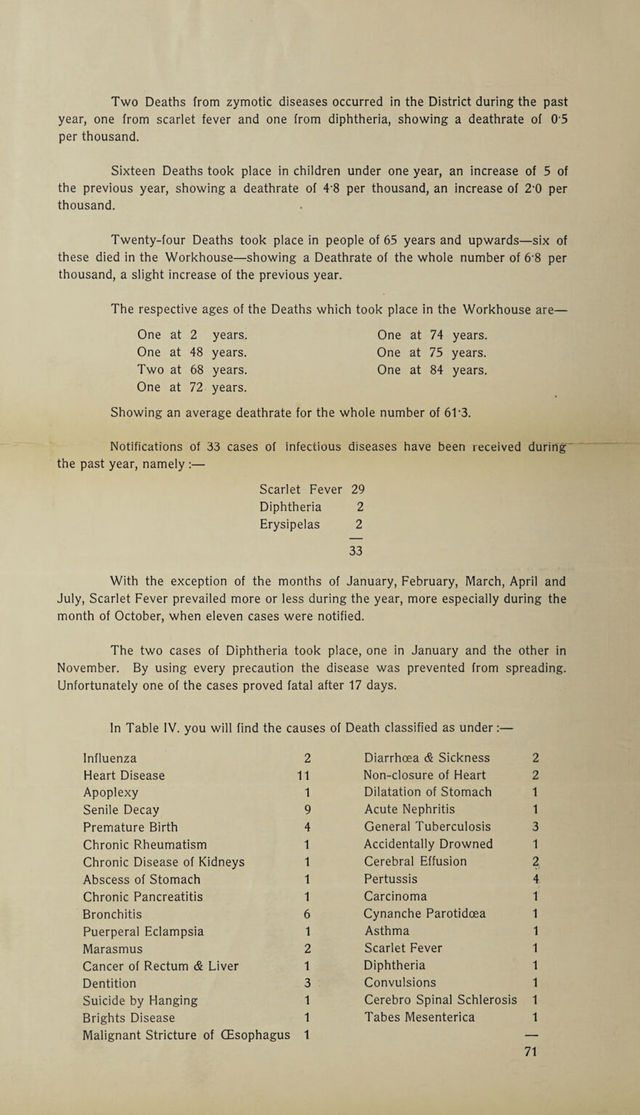 Two Deaths from zymotic diseases occurred in the District during the past
year, one from scarlet fever and one from diphtheria, showing a deathrate of 0·5
per thousand.
Sixteen Deaths took place in children under one year, an increase of 5 of
the previous year, showing a deathrate of 4·8 per thousand, an increase of 2·0 per
thousand.
Twenty-four Deaths took place in people of 65 years and upwards—six of
these died in the Workhouse—showing a Deathrate of the whole number of 6·8 per
thousand, a slight increase of the previous year.
The respective ages of the Deaths which took place in the Workhouse are—
One at 2 years. One at 74 years.
One at 48 years. One at 75 years.
Two at 68 years. One at 84 years.
One at 72 years.
Showing an average deathrate for the whole number of 61·3.
Notifications of 33 cases of infectious diseases have been received during
the past year, namely :—
Scarlet Fever 29
Diphtheria 2
Erysipelas 2
33
With the exception of the months of January, February, March, April and
July, Scarlet Fever prevailed more or less during the year, more especially during the
month of October, when eleven cases were notified.
The two cases of Diphtheria took place, one in January and the other in
November. By using every precaution the disease was prevented from spreading.
Unfortunately one of the cases proved fatal after 17 days.
In Table IV. you will find the causes of Death classified as under :—
Influenza 2 Diarrhœa & Sickness 2
Heart Disease 11 Non-closure of Heart 2
Apoplexy 1 Dilatation of Stomach 1
Senile Decay 9 Acute Nephritis 1
Premature Birth 4 General Tuberculosis 3
Chronic Rheumatism 1 Accidentally Drowned 1
Chronic Disease of Kidneys 1 Cerebral Effusion 2
Abscess of Stomach 1 Pertussis 4
Chronic Pancreatitis 1 Carcinoma 1
Bronchitis 6 Cynanche Parotidœa 1
Puerperal Eclampsia 1 Asthma 1
Marasmus 2 Scarlet Fever 1
Cancer of Rectum & Liver 1 Diphtheria 1
Dentition 3 Convulsions 1
Suicide by Hanging 1 Cerebro Spinal Schlerosis 1
Brights Disease 1 Tabes Mesenterica 1
Malignant Stricture of Œsophagus 1
71